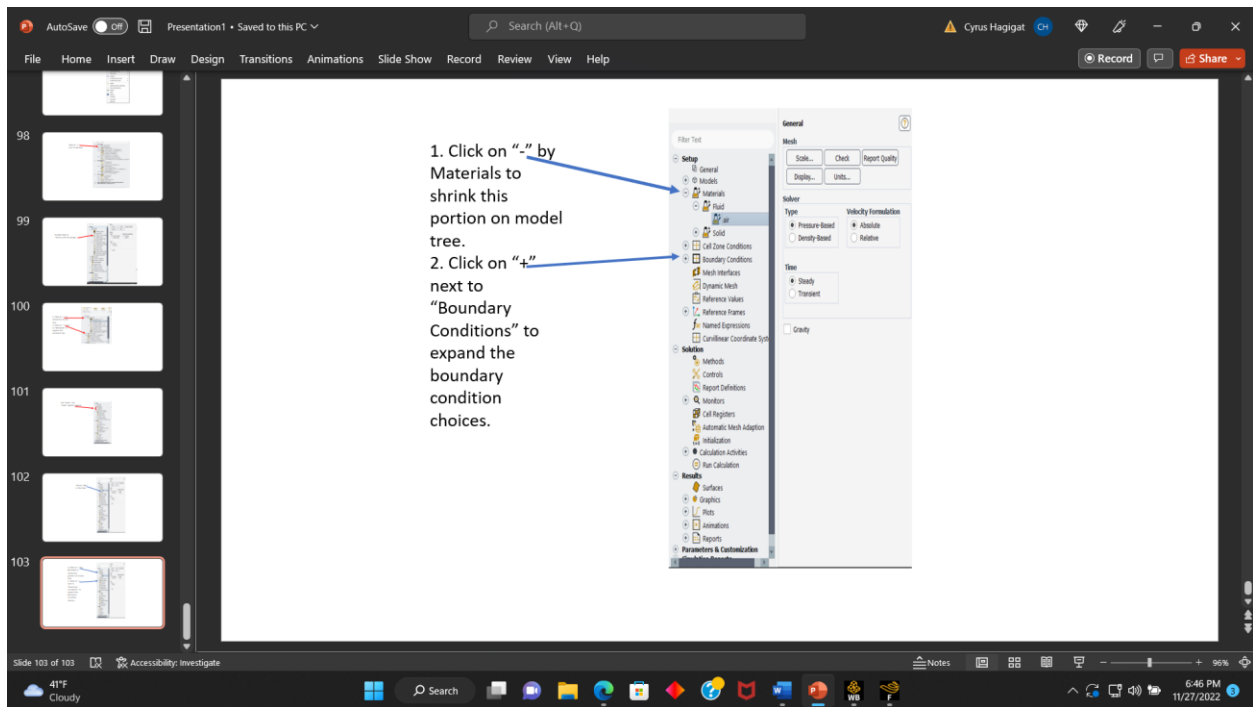 AutoSave Off Presentation1 • Saved to this PC Search (Alt+Q) Cyrus Hagigat CH
File Home Insert Draw Design Transitions Animations Slide Show Record Review View Help Record Share
98
99
100
101
102
103
1. Click on “-” by
Materials to
shrink this
portion on model
tree.
2. Click on “+”
next to
“Boundary
Conditions” to
expand the
boundary
condition
choices.
Filter Text
Setup
General
Models
Materials
Fluid
air
Solid
Cell Zone Conditions
Boundary Conditions
Mesh Interfaces
Dynamic Mesh
Reference Values
Reference Frames
Named Expressions
Curvilinear Coordinate Syst
Solution
Methods
Controls
Report Definitions
Monitors
Cell Registers
Automatic Mesh Adaption
Initialization
Calculation Activities
Run Calculation
Results
Surfaces
Graphics
Plots
Animations
Reports
Parameters & Customization
General
Mesh
Scale... Check Report Quality
Display... Units...
Solver
Type Velocity Formulation
Pressure-Based Absolute
Density-Based Relative
Time
Steady
Transient
Gravity
Slide 103 of 103 Accessibility: Investigate Notes 96%
41°F
Cloudy
Search
WB
F
6:46 PM
11/27/2022
3